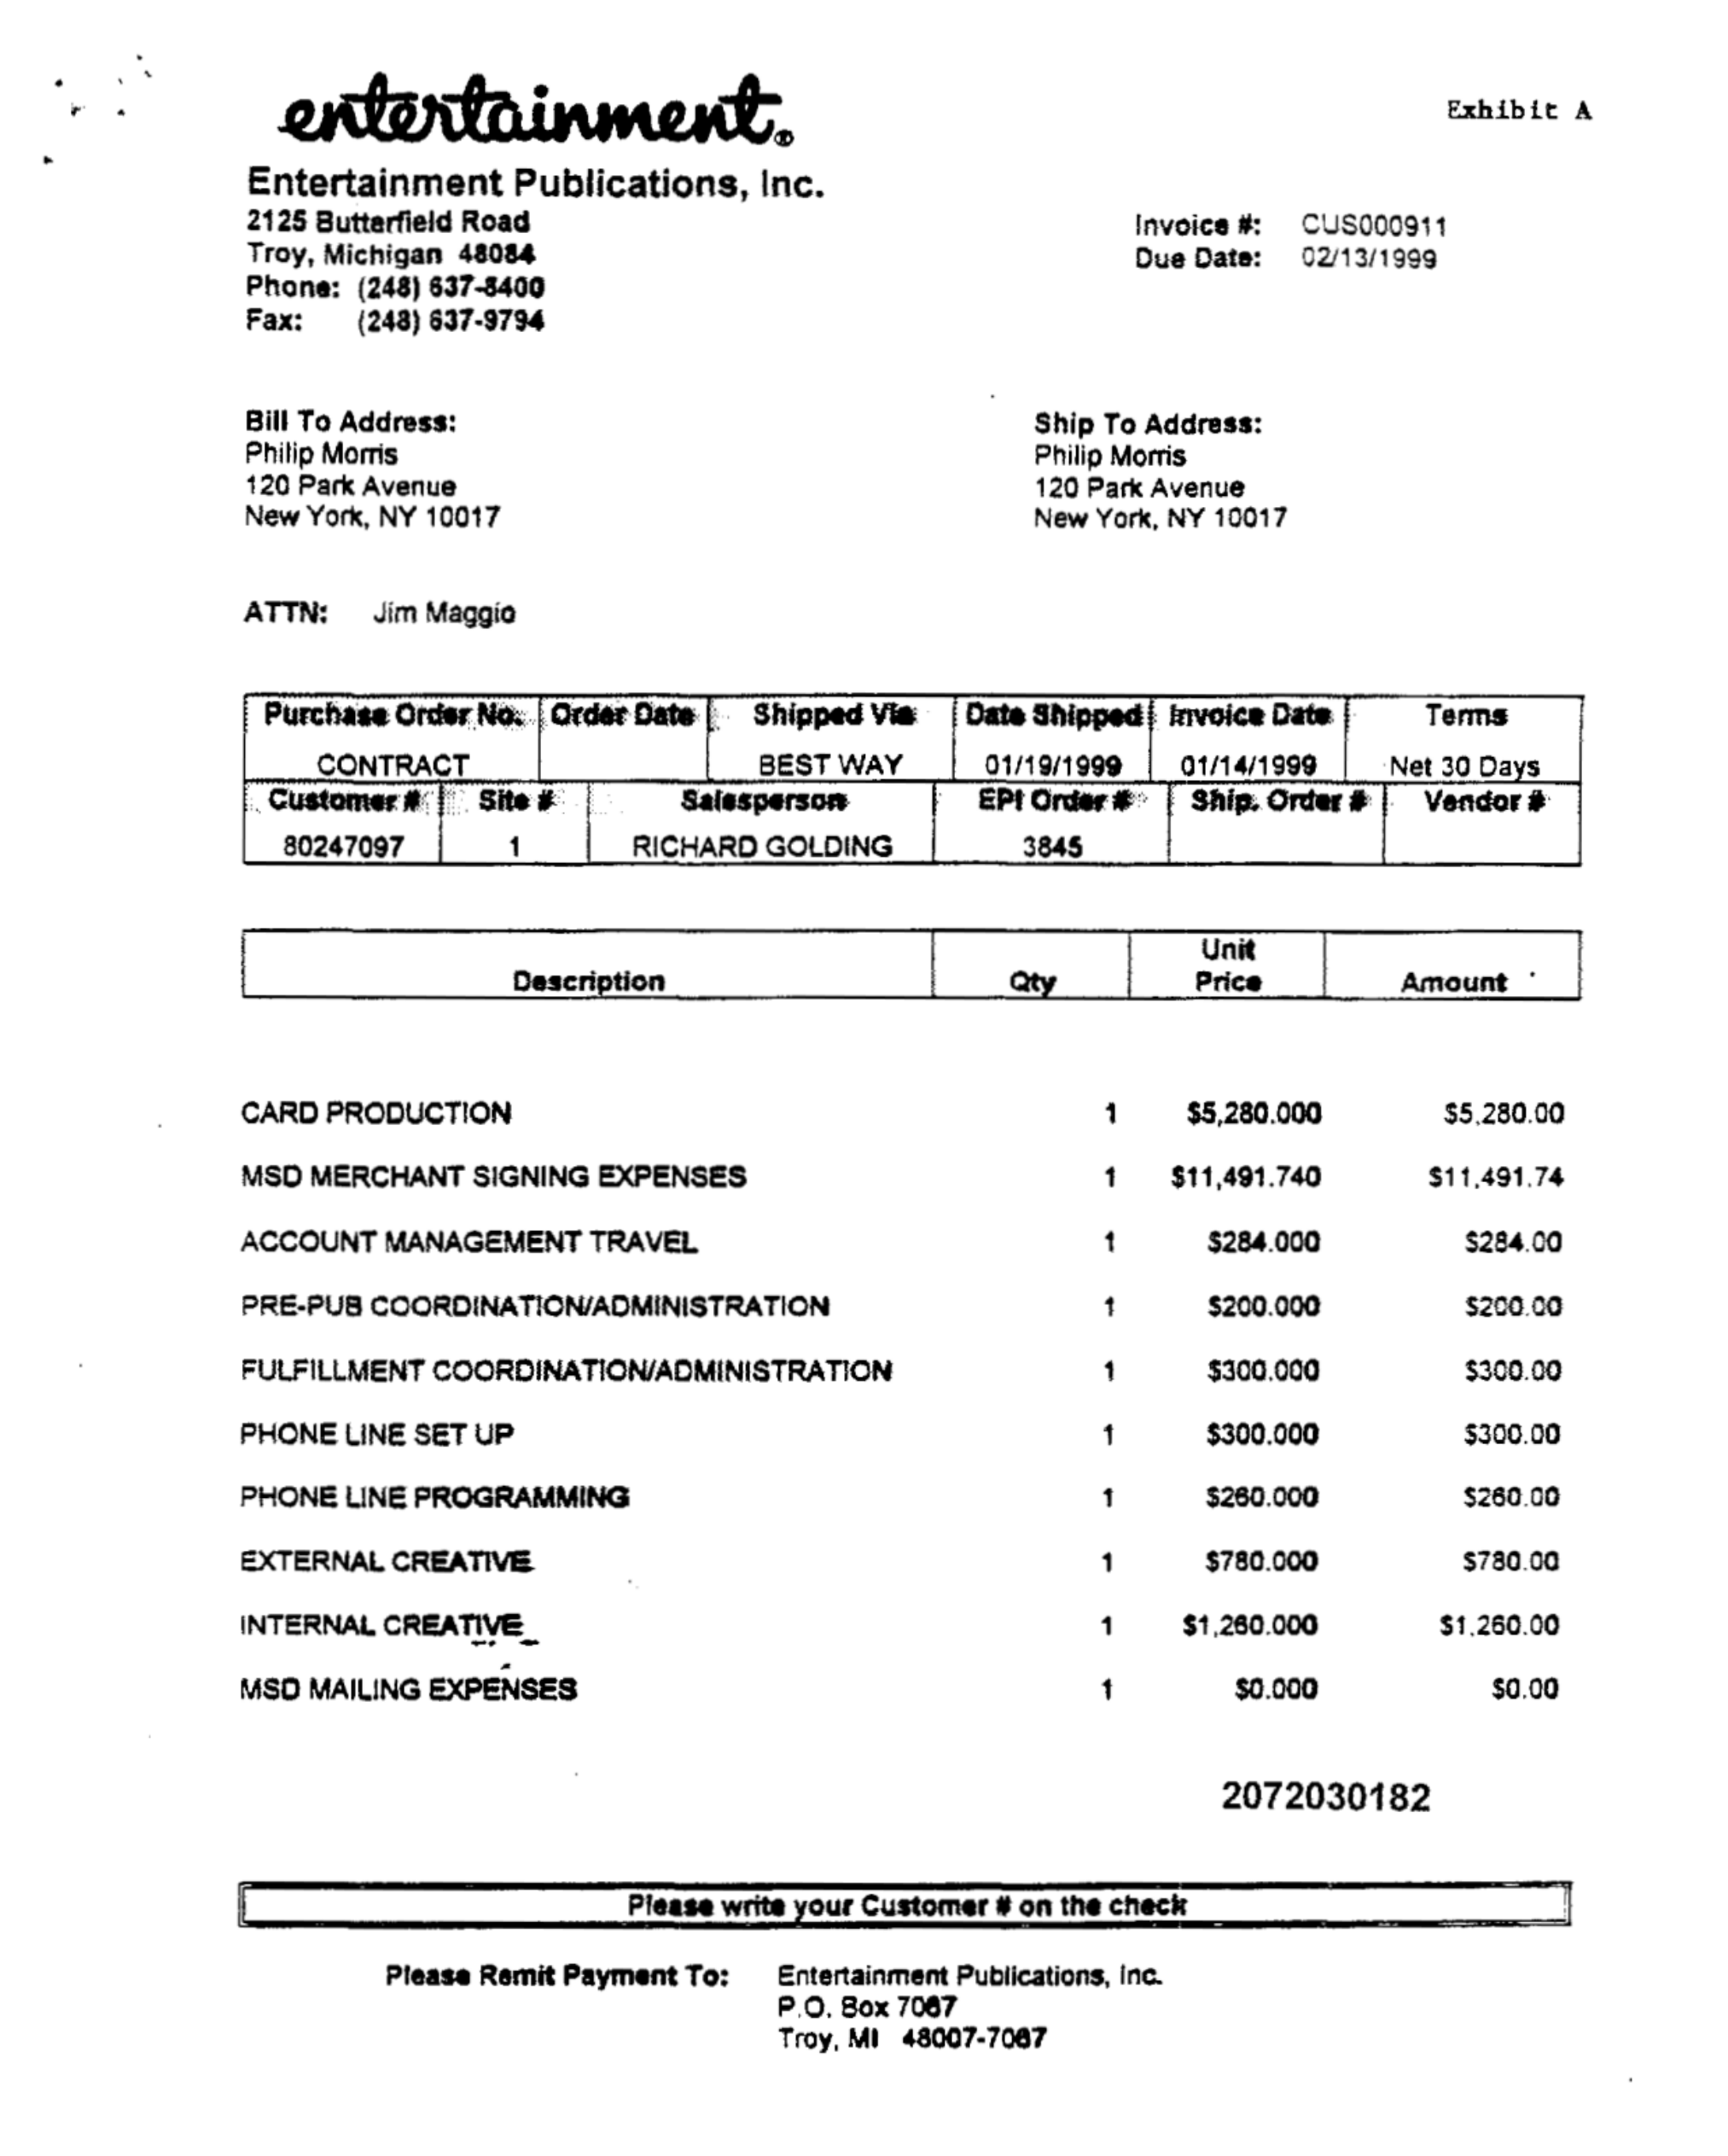 entertainment®
Exhibit A
Entertainment Publications, Inc.
2125 Butterfield Road
Troy, Michigan 48084
Phone: (248) 637-8400
Fax: (248) 637-9794
Invoice #: CUS000911
Due Date: 02/13/1999
Bill To Address:
Philip Morris
120 Park Avenue
New York, NY 10017
Ship To Address:
Philip Morris
120 Park Avenue
New York, NY 10017
ATTN: Jim Maggio
Purchase Order No. Order Date Shipped Via Date Shipped Invoice Date Terms
CONTRACT BEST WAY 01/19/1999 01/14/1999 Net 30 Days
Customer # Site # Salesperson EPI Order # Ship. Order # Vendor #
80247097 1 RICHARD GOLDING 3845
Description Qty Unit Price Amount
CARD PRODUCTION 1 $5,280.000 $5,280.00
MSD MERCHANT SIGNING EXPENSES 1 $11,491.740 $11,491.74
ACCOUNT MANAGEMENT TRAVEL 1 $284.000 $284.00
PRE-PUB COORDINATION/ADMINISTRATION 1 $200.000 $200.00
FULFILLMENT COORDINATION/ADMINISTRATION 1 $300.000 $300.00
PHONE LINE SET UP 1 $300.000 $300.00
PHONE LINE PROGRAMMING 1 $260.000 $260.00
EXTERNAL CREATIVE 1 $780.000 $780.00
INTERNAL CREATIVE 1 $1,260.000 $1,260.00
MSD MAILING EXPENSES 1 $0.000 $0.00
2072030182
Please write your Customer # on the check
Please Remit Payment To: Entertainment Publications, Inc.
P.O. Box 7067
Troy, MI 48007-7067